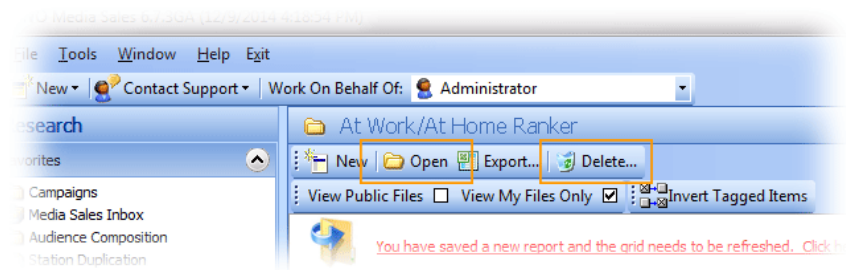 Media Sales 6.7.3GA (12/9/2014 4:18:54 PM)
File Tools Window Help Exit
New Contact Support Work On Behalf Of: Administrator
esearch
At Work/At Home Ranker
vorites
New Open Export... Delete...
Campaigns
View Public Files View My Files Only Invert Tagged Items
Media Sales Inbox
Audience Composition
You have saved a new report and the grid needs to be refreshed. Click
Station Duplication